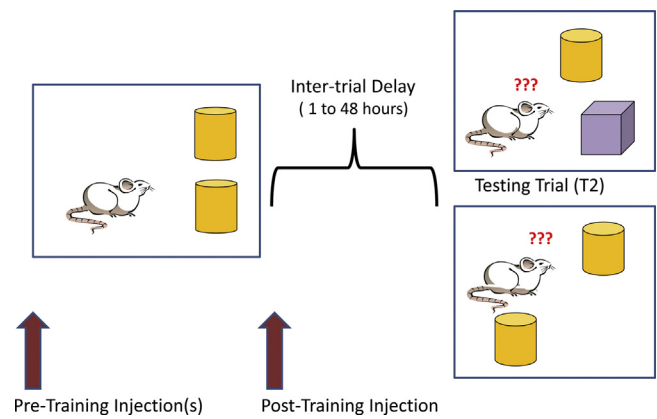 Inter-trial Delay
( 1 to 48 hours)
???
Testing Trial (T2)
???
Pre-Training Injection(s)
Post-Training Injection